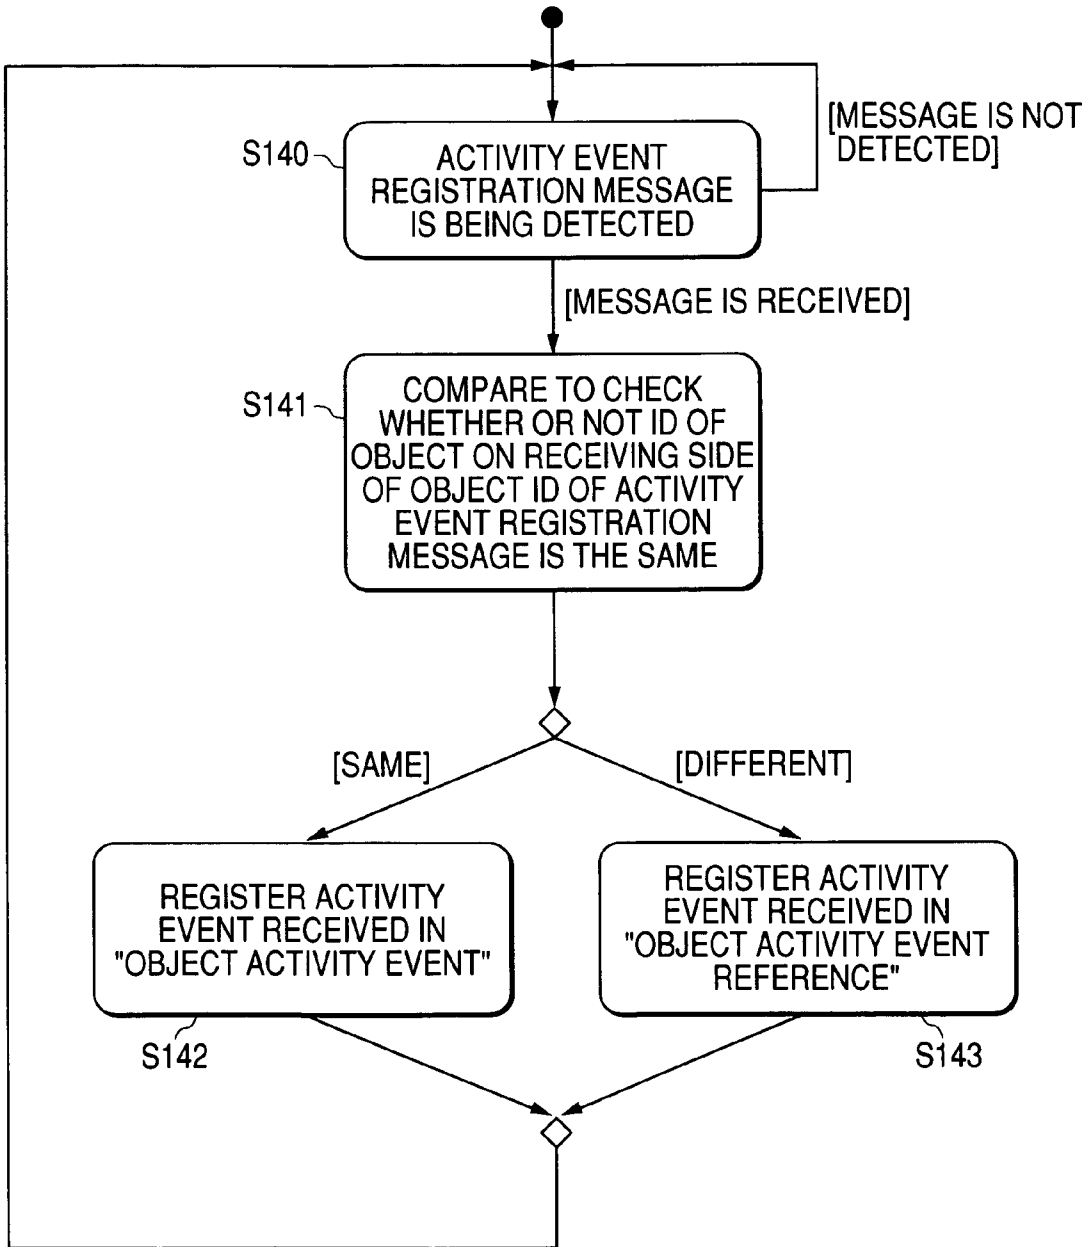 [MESSAGE IS NOT
DETECTED]
S140
ACTIVITY EVENT
REGISTRATION MESSAGE
IS BEING DETECTED
[MESSAGE IS RECEIVED]
S141
COMPARE TO CHECK
WHETHER OR NOT ID OF
OBJECT ON RECEIVING SIDE
OF OBJECT ID OF ACTIVITY
EVENT REGISTRATION
MESSAGE IS THE SAME
[SAME]
[DIFFERENT]
REGISTER ACTIVITY
EVENT RECEIVED IN
"OBJECT ACTIVITY EVENT"
S142
REGISTER ACTIVITY
EVENT RECEIVED IN
"OBJECT ACTIVITY EVENT
REFERENCE"
S143